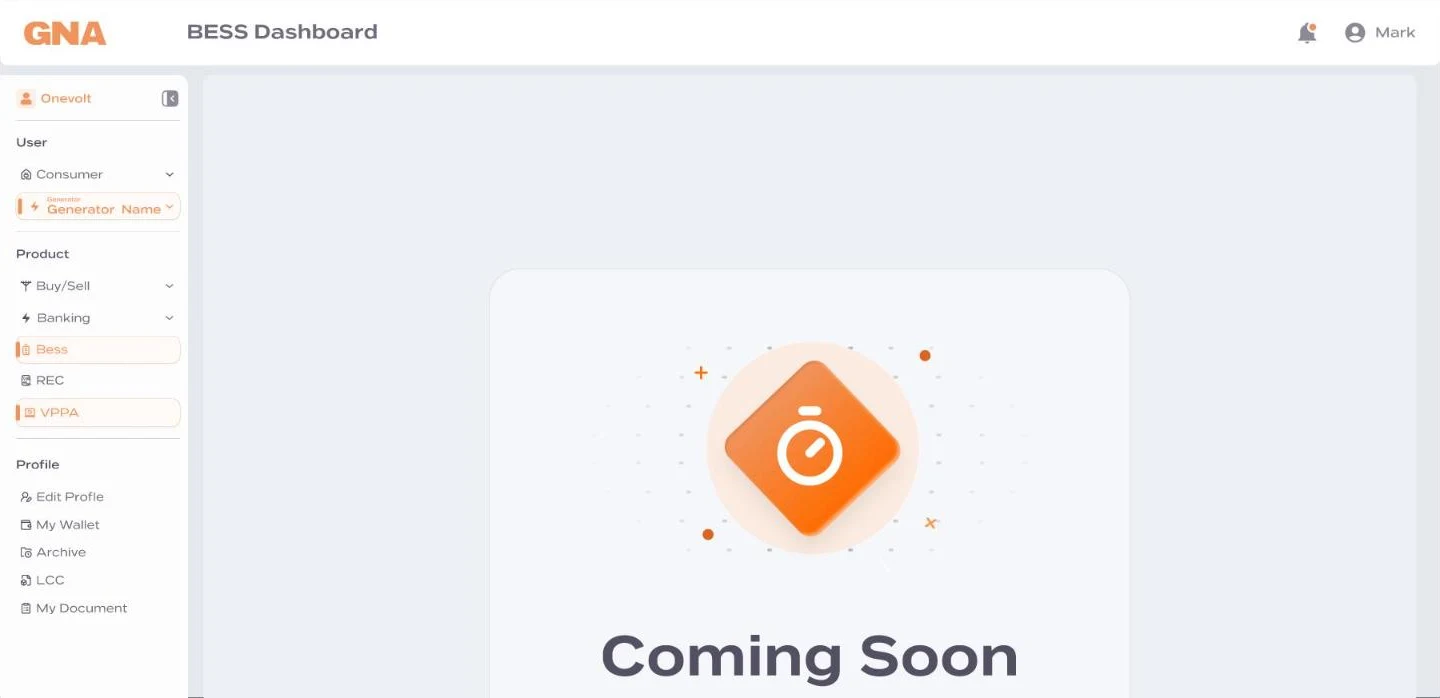 GNA
BESS Dashboard
Mark
Onevolt
User
Consumer
Generator
Generator Name
Product
Buy/Sell
Banking
Bess
REC
VPPA
Profile
Edit Profle
My Wallet
Archive
LCC
My Document
Coming Soon